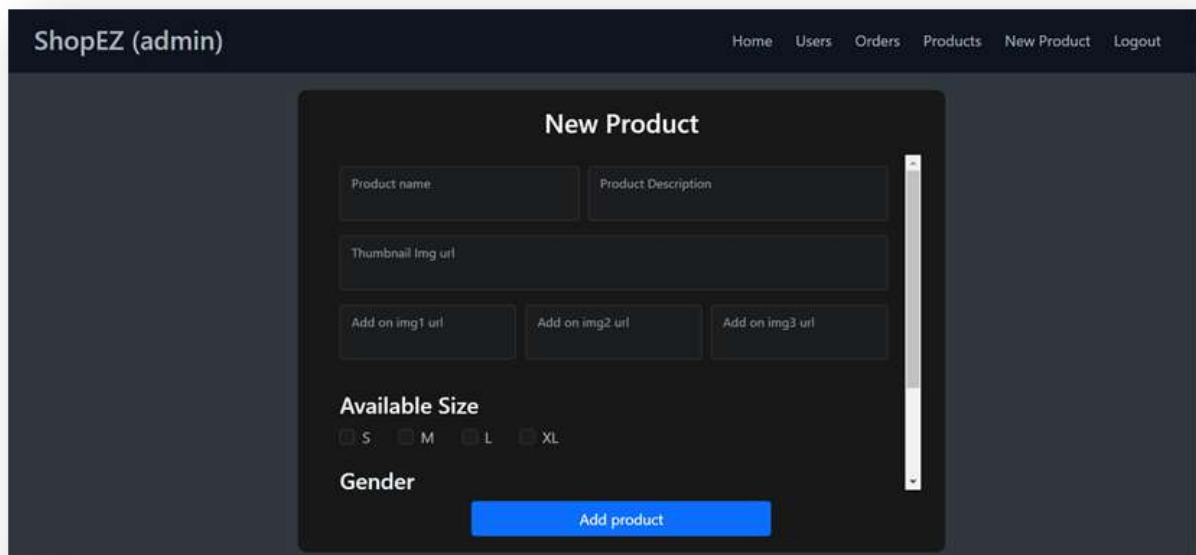 ShopEZ (admin) Home Users Orders Products New Product Logout
New Product
Product name Product Description
Thumbnail Img url
Add on img1 url Add on img2 url Add on img3 url
Available Size
S M L XL
Gender
Add product